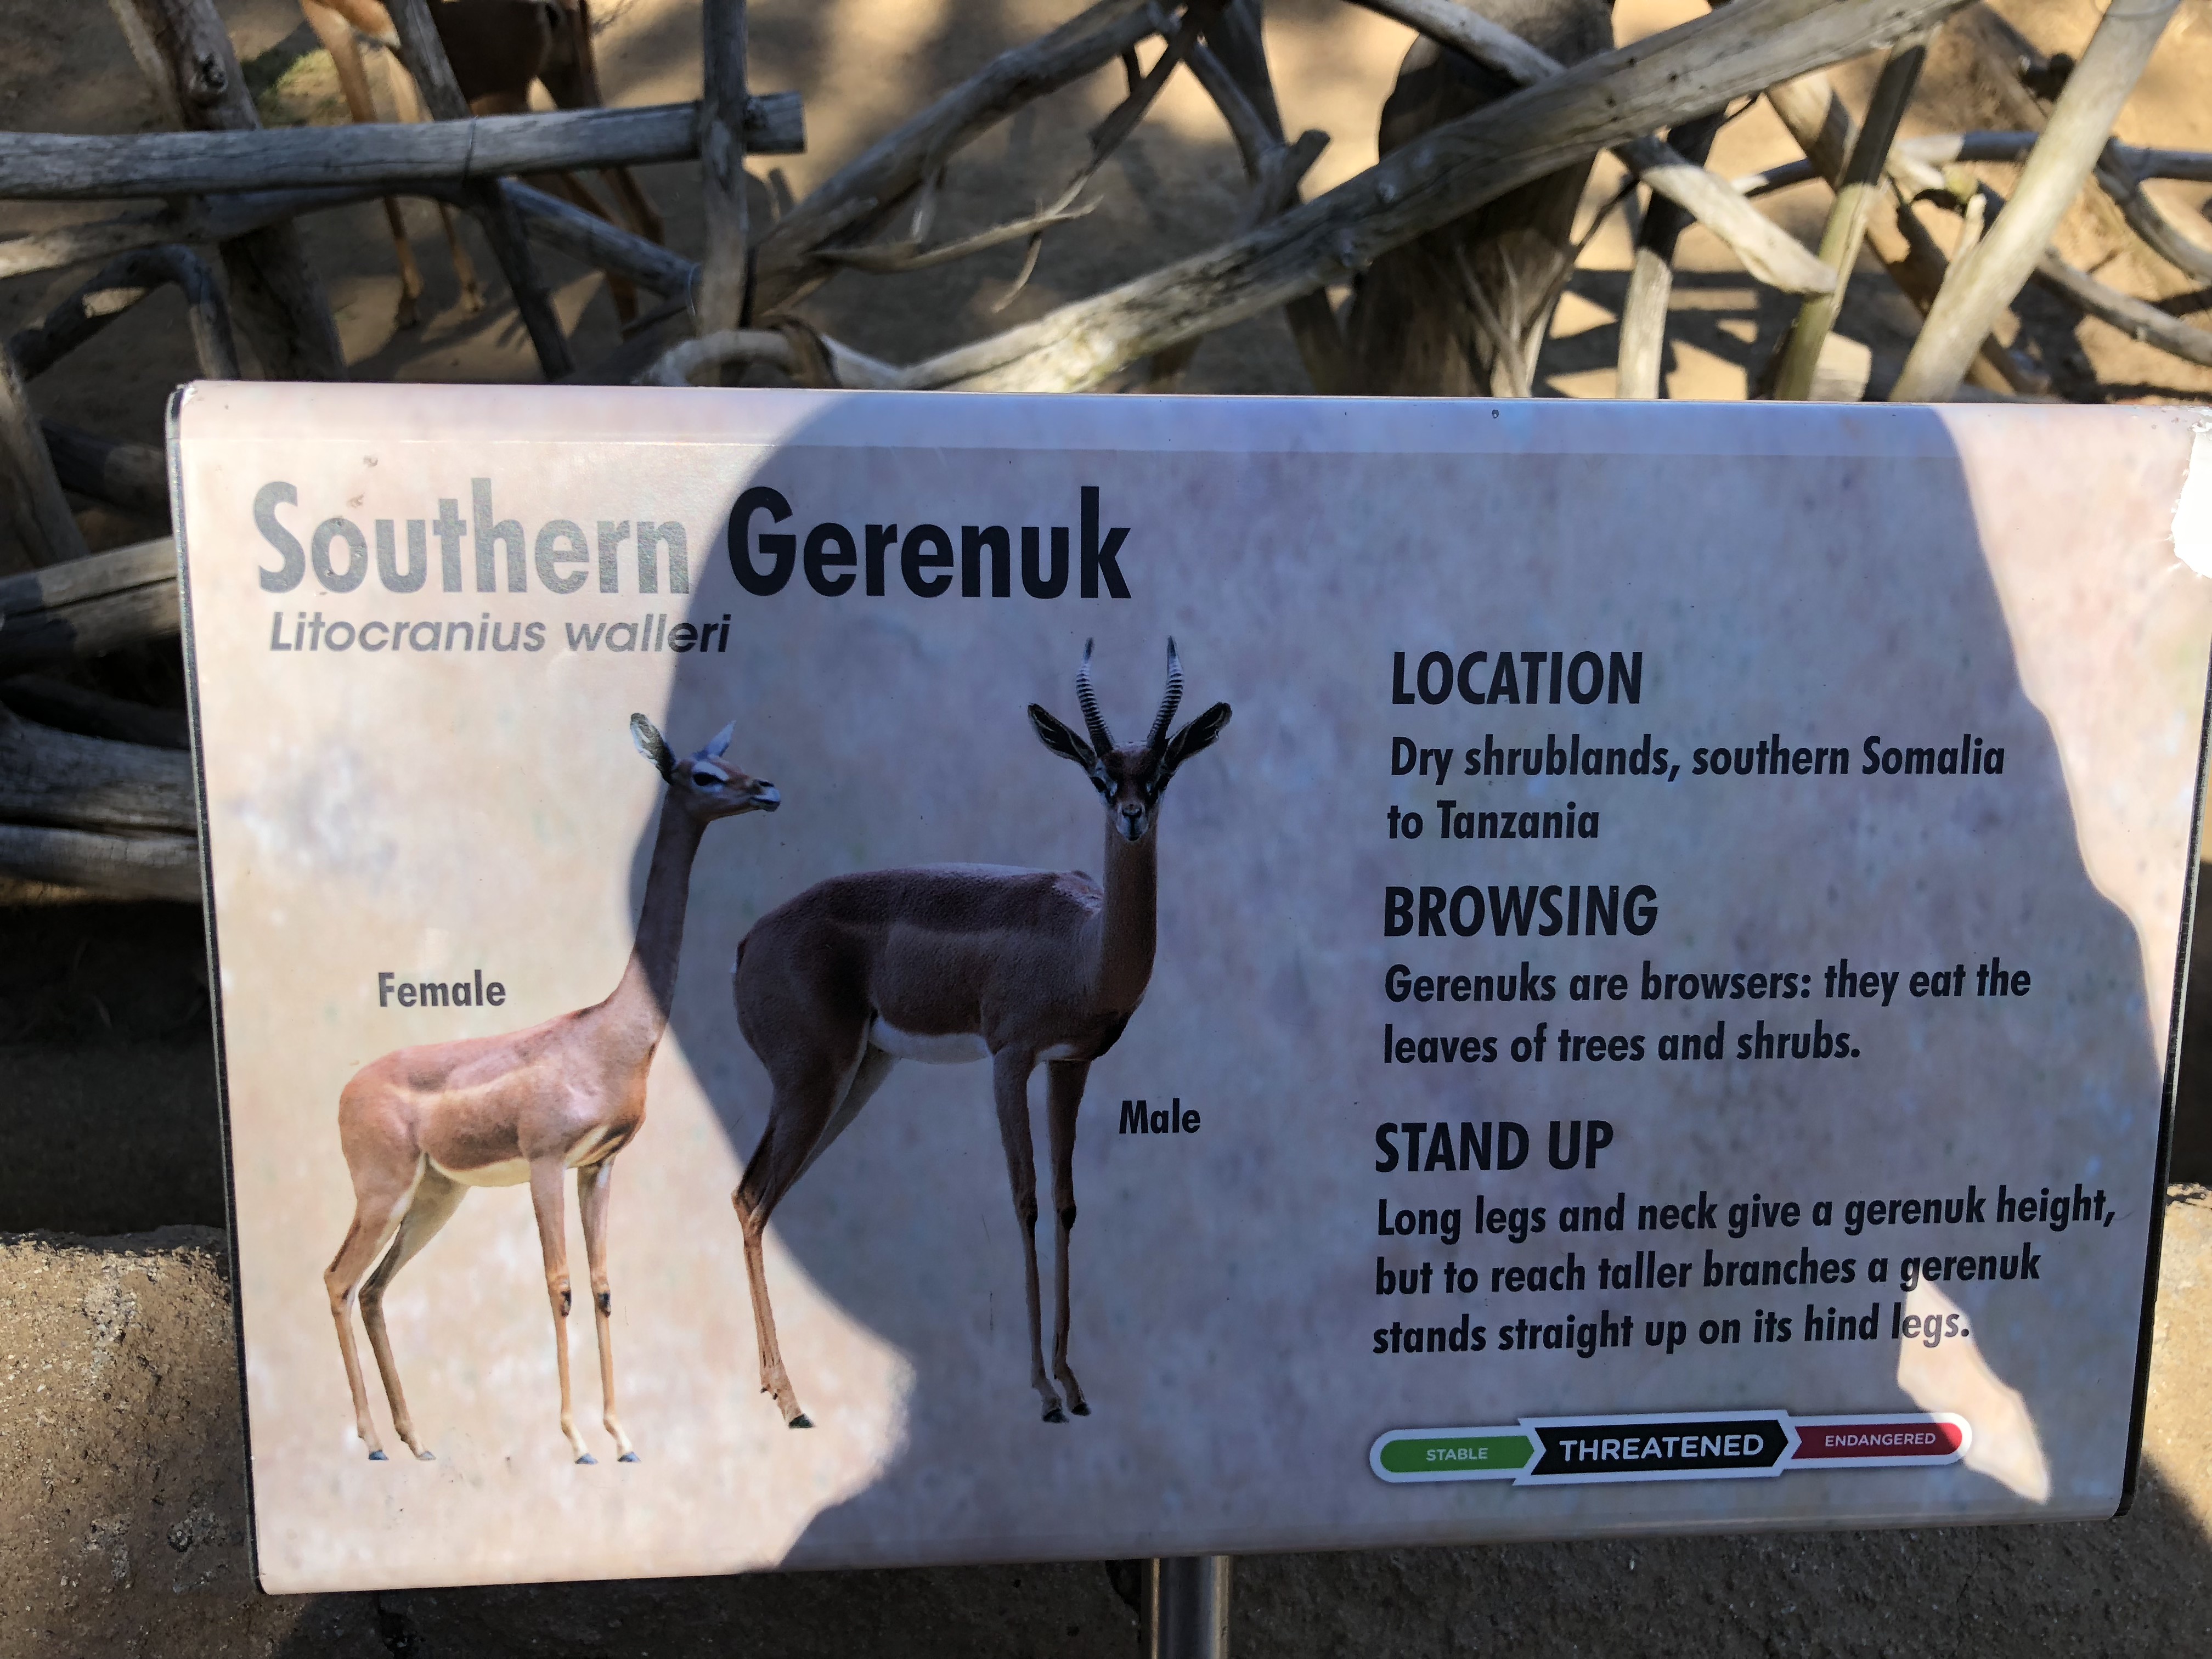 Southern Gerenuk
Litocranius walleri
Female
Male
LOCATION
Dry shrublands, southern Somalia
to Tanzania
BROWSING
Gerenuks are browsers: they eat the
leaves of trees and shrubs.
STAND UP
Long legs and neck give a gerenuk height,
but to reach taller branches a gerenuk
stands straight up on its hind legs.
STABLE THREATENED ENDANGERED